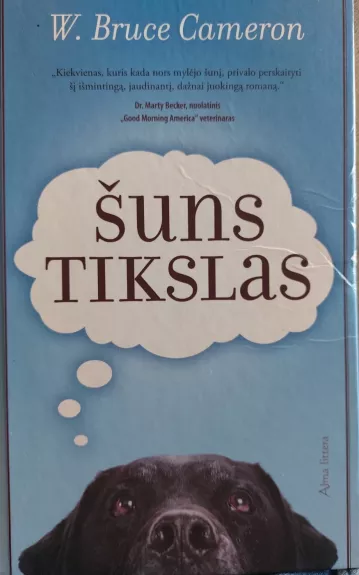 W. Bruce Cameron
„Kiekvienas, kuris kada nors mylėjo šunį, privalo perskaityti
šį išmintingą, jaudinantį, dažnai juokingą romaną.“
Dr. Marty Becker, nuolatinis
„Good Morning America“ veterinaras
šuns
TIKSLas
Alma littera